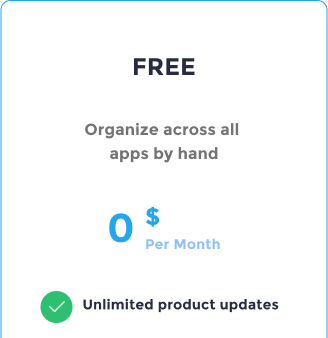 FREE
Organize across all
apps by hand
0 $
Per Month
Unlimited product updates